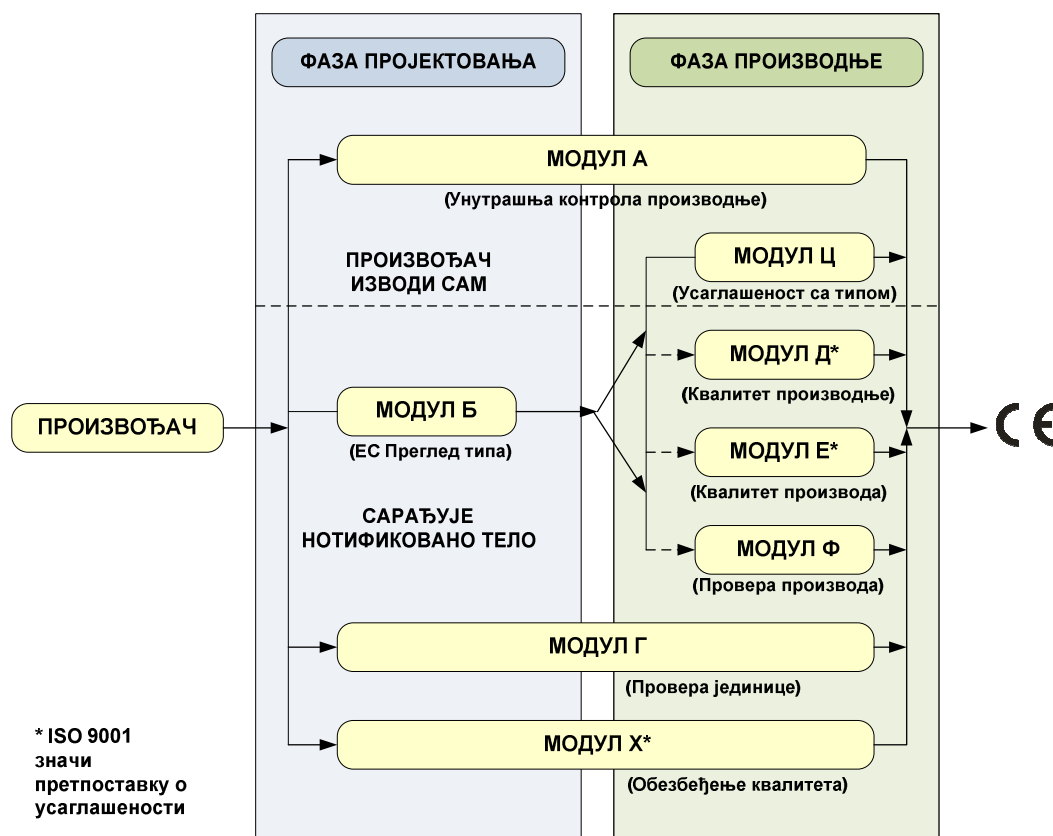 ФАЗА ПРОЈЕКТОВАЊА
ФАЗА ПРОИЗВОДЊЕ
МОДУЛ А
(Унутрашња контрола производње)
ПРОИЗВОЂАЧ
ИЗВОДИ САМ
МОДУЛ Ц
(Усаглашеност са типом)
МОДУЛ Д*
(Квалитет производње)
ПРОИЗВОЂАЧ
МОДУЛ Б
(ЕС Преглед типа)
МОДУЛ Е*
(Квалитет производа)
САРАЂУЈЕ
НОТИФИКОВАНО ТЕЛО
МОДУЛ Ф
(Провера производа)
МОДУЛ Г
(Провера јединице)
МОДУЛ Х*
(Обезбеђење квалитета)
* ISO 9001
значи
претпоставку о
усаглашености
CE